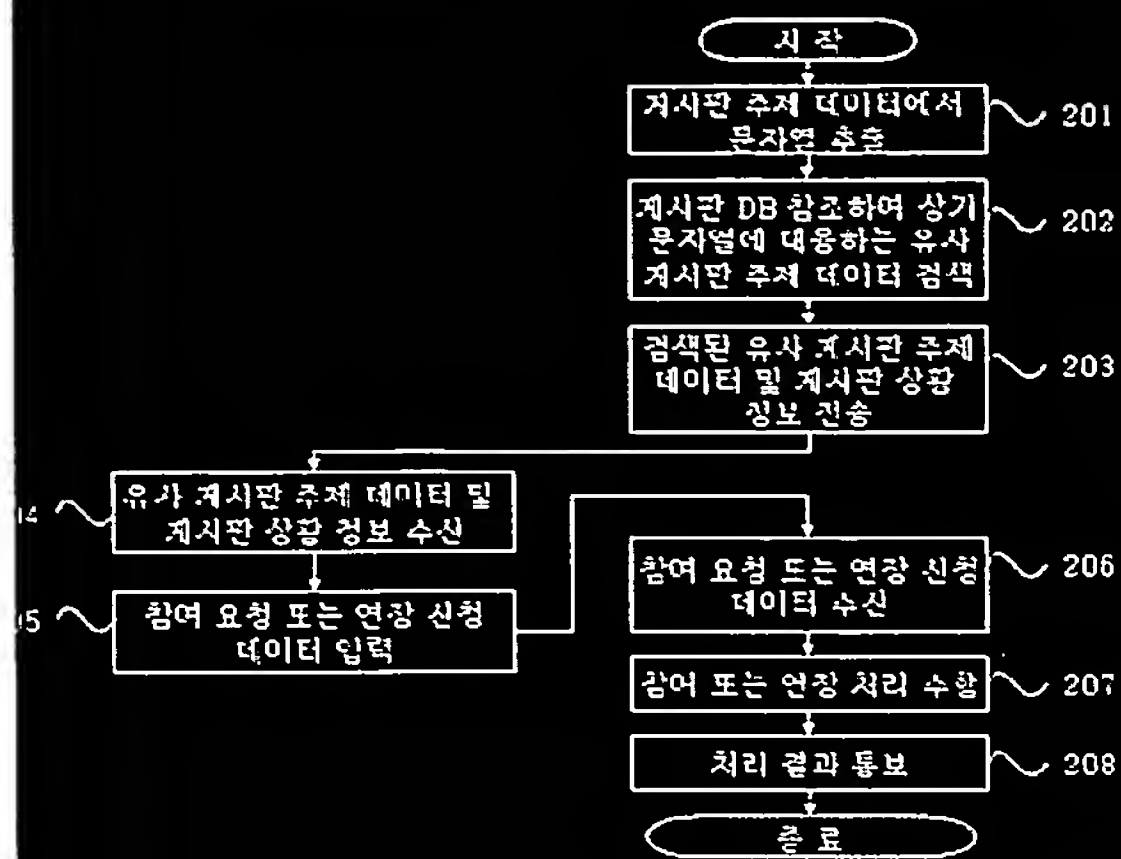 시 작
게시판 주제 데이터에서
문자열 추출
201
게시판 DB 참조하여 상기
문자열에 대응하는 유사
게시판 주제 데이터 검색
202
검색된 유사 게시판 주제
데이터 및 게시판 상황
정보 전송
203
유사 게시판 주제 데이터 및
게시판 상황 정보 수신
14
참여 요청 또는 연장 신청
데이터 입력
15
참여 요청 또는 연장 신청
데이터 수신
206
참여 또는 연장 처리 수행
207
처리 결과 통보
208
종 료